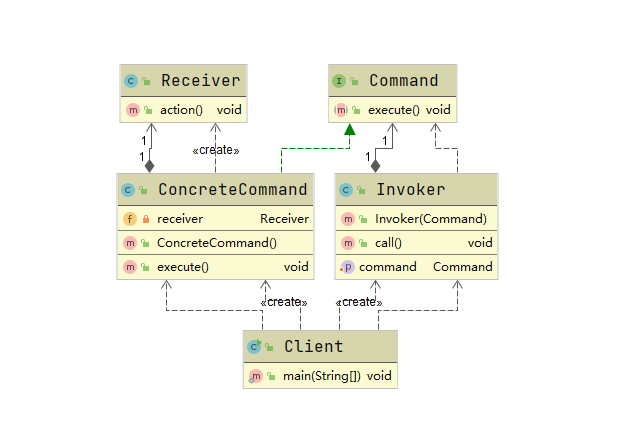 Receiver
action() void
Command
execute() void
1
1
«create»
1
1
ConcreteCommand
receiver Receiver
ConcreteCommand()
execute() void
Invoker
Invoker(Command)
call() void
command Command
«create»
«create»
Client
main(String[]) void